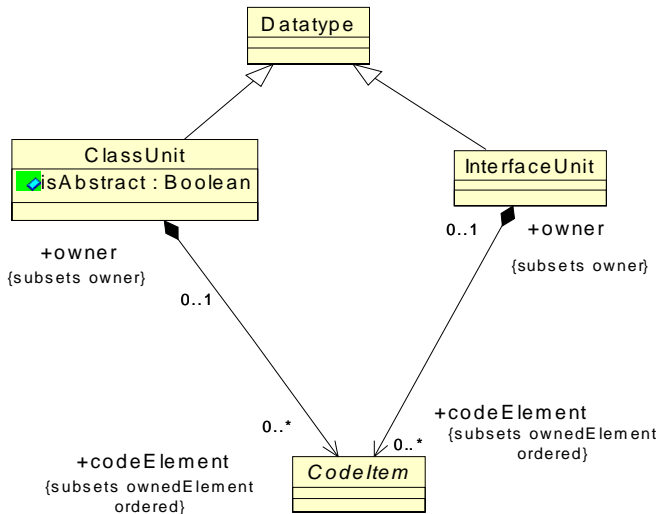 Datatype
ClassUnit
isAbstract : Boolean
InterfaceUnit
+owner
{subsets owner}
0..1
0..1
+owner
{subsets owner}
0..*
+codeElement
{subsets ownedElement
ordered}
0..*
+codeElement
{subsets ownedElement
ordered}
CodeItem